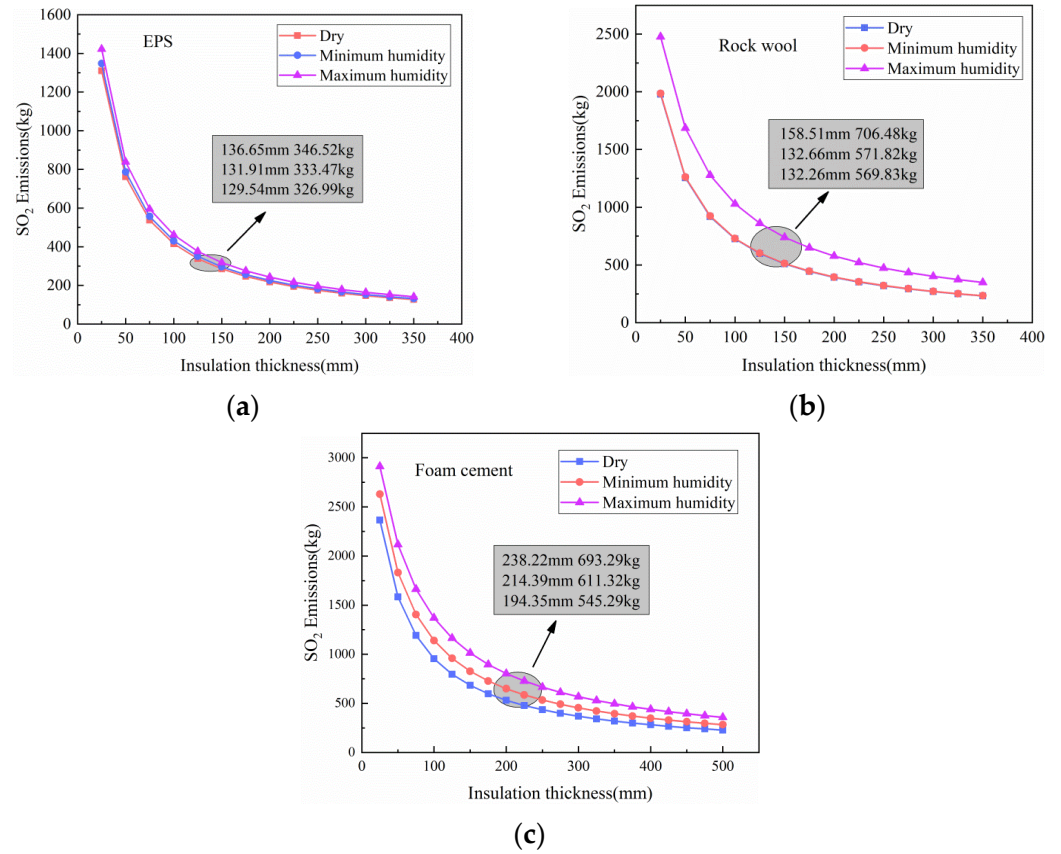 EPS
Dry
Minimum humidity
Maximum humidity
136.65mm 346.52kg
131.91mm 333.47kg
129.54mm 326.99kg
SO2 Emissions(kg)
1600
1400
1200
1000
800
600
400
200
0
0 50 100 150 200 250 300 350 400
Insulation thickness(mm)
(a)
Rock wool
Dry
Minimum humidity
Maximum humidity
158.51mm 706.48kg
132.66mm 571.82kg
132.26mm 569.83kg
SO2 Emissions(kg)
2500
2000
1500
1000
500
0
0 50 100 150 200 250 300 350 400
Insulation thickness(mm)
(b)
Foam cement
Dry
Minimum humidity
Maximum humidity
238.22mm 693.29kg
214.39mm 611.32kg
194.35mm 545.29kg
SO2 Emissions(kg)
3000
2500
2000
1500
1000
500
0
0 100 200 300 400 500
Insulation thickness(mm)
(c)